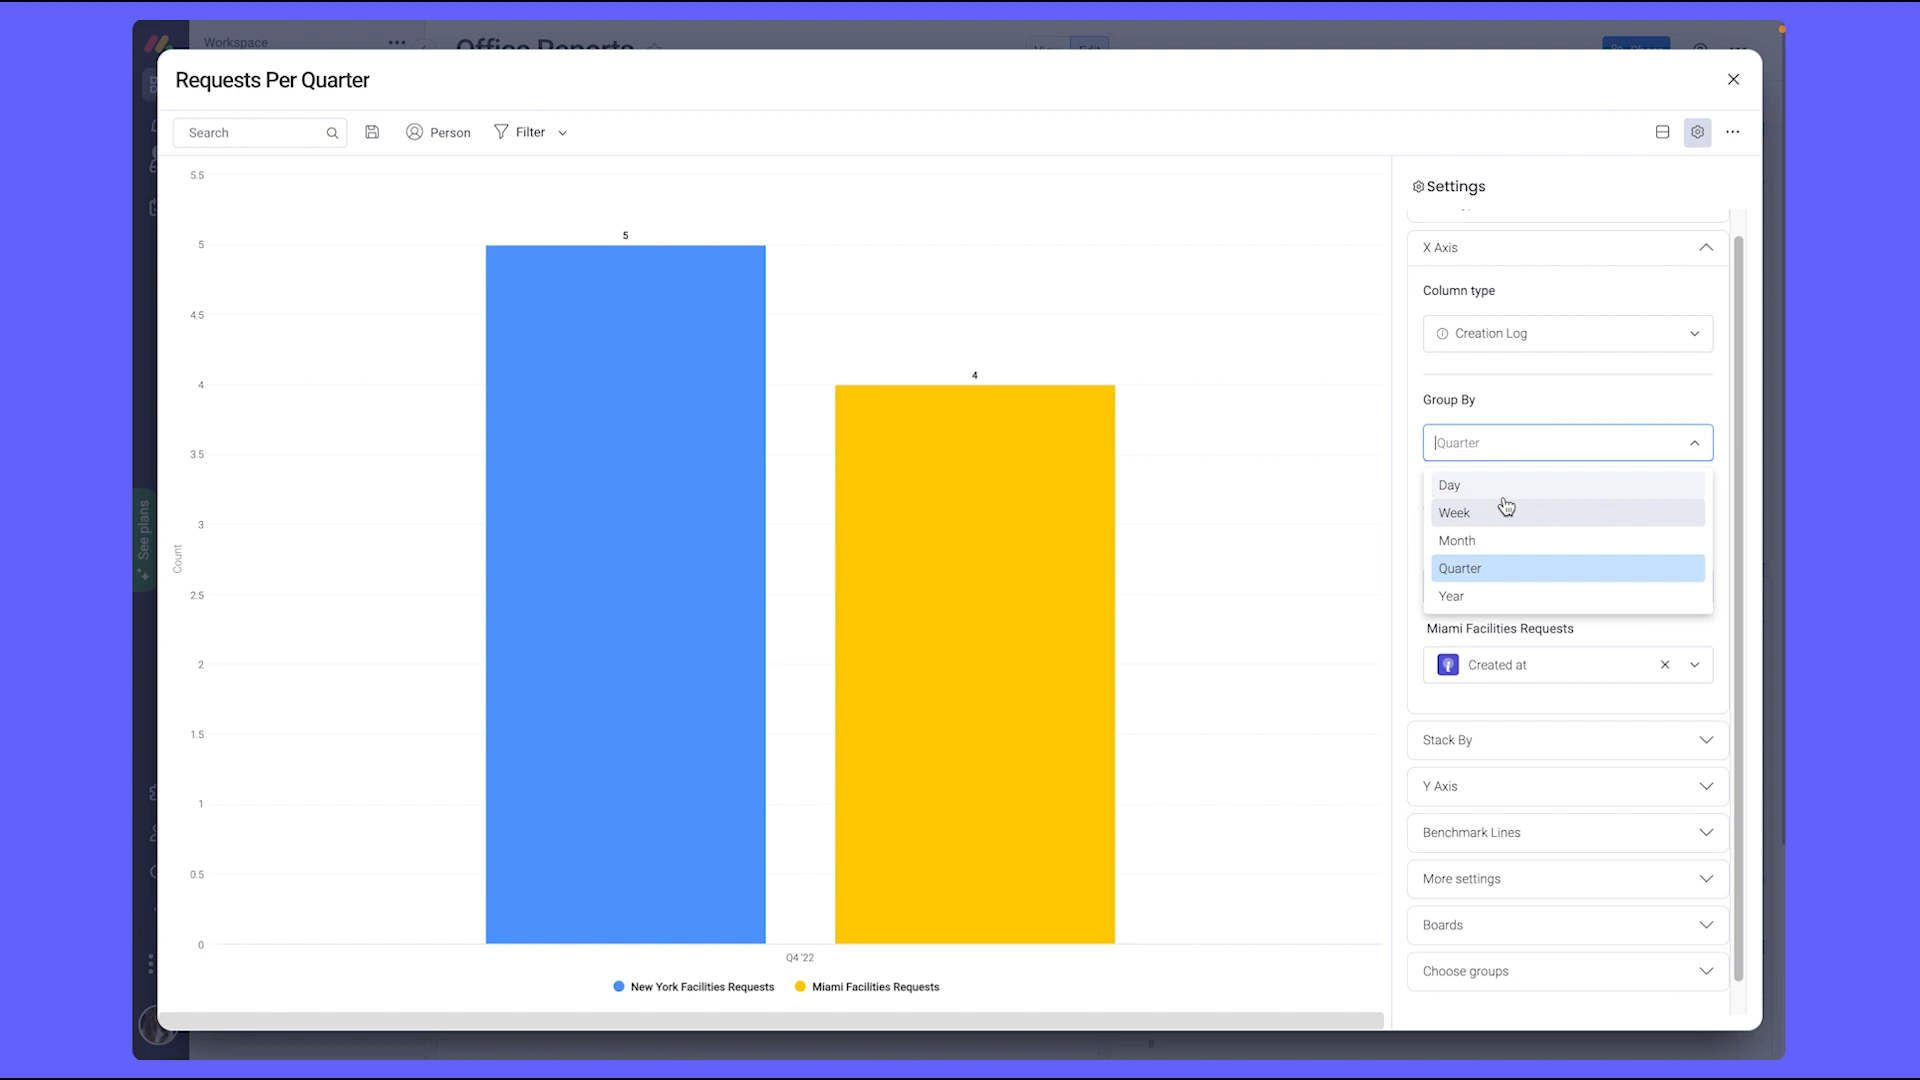 Workspace
Office Reports
Requests Per Quarter
Search
Person
Filter
5.5
5
4.5
4
3.5
3
2.5
2
1.5
1
0.5
0
Count
5
4
Q4 '22
New York Facilities Requests
Miami Facilities Requests
See plans
Settings
X Axis
Column type
Creation Log
Group By
Quarter
Day
Week
Month
Quarter
Year
Miami Facilities Requests
Created at
Stack By
Y Axis
Benchmark Lines
More settings
Boards
Choose groups